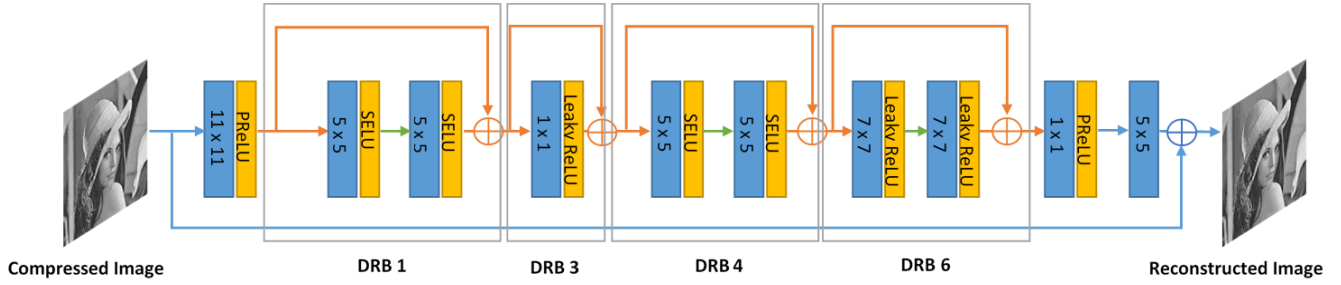 11 x 11
PReLU
5 x 5
SELU
5 x 5
SELU
1 x 1
Leaky ReLU
5 x 5
SELU
5 x 5
SELU
7 x 7
Leaky ReLU
7 x 7
Leaky ReLU
1 x 1
PReLU
5 x 5
Compressed Image
DRB 1
DRB 3
DRB 4
DRB 6
Reconstructed Image